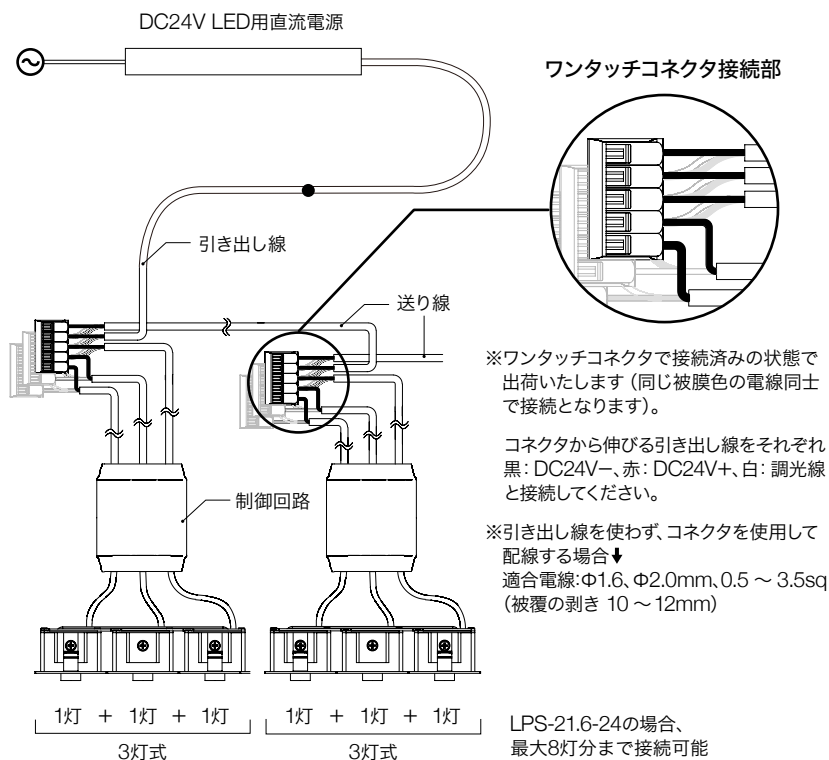 DC24V LED用直流電源
ワンタッチコネクタ接続部
引き出し線
送り線
※ワンタッチコネクタで接続済みの状態で
出荷いたします（同じ被膜色の電線同士
で接続となります）。
コネクタから伸びる引き出し線をそれぞれ
黒：DC24V−、赤：DC24V+、白：調光線
と接続してください。
制御回路
※引き出し線を使わず、コネクタを使用して
配線する場合⬇
適合電線:Φ1.6、Φ2.0mm、0.5 ～ 3.5sq
（被覆の剥き 10 ～12mm）
1灯 + 1灯 + 1灯
3灯式
1灯 + 1灯 + 1灯
3灯式
LPS-21.6-24の場合、
最大8灯分まで接続可能